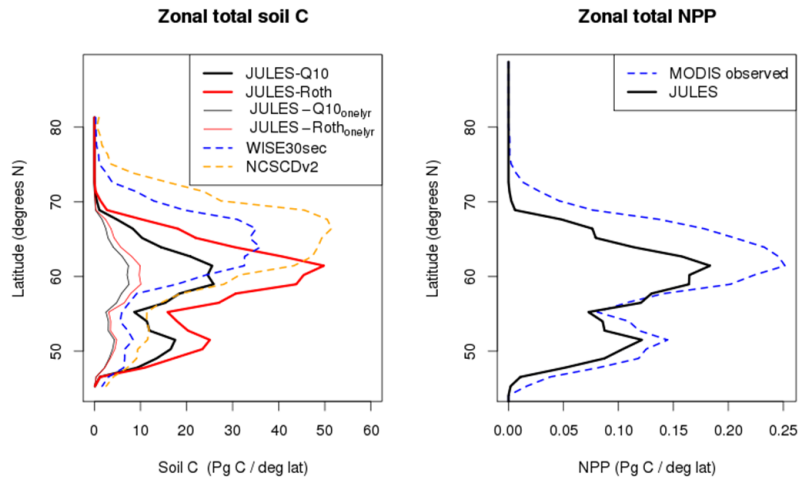 Zonal total soil C
JULES-Q10
JULES-Roth
JULES – Q10onelyr
JULES – Rothonelyr
WISE30sec
NCSCDv2
Latitude (degrees N)
80
70
60
50
0 10 20 30 40 50 60
Soil C (Pg C / deg lat)
Zonal total NPP
MODIS observed
JULES
Latitude (degrees N)
80
70
60
50
0.00 0.05 0.10 0.15 0.20 0.25
NPP (Pg C / deg lat)